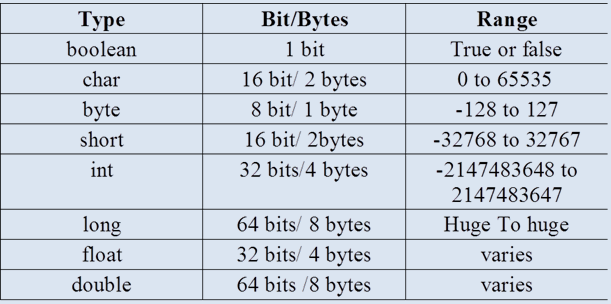 Type Bit/Bytes Range
boolean 1 bit True or false
char 16 bit/ 2 bytes 0 to 65535
byte 8 bit/ 1 byte -128 to 127
short 16 bit/ 2bytes -32768 to 32767
int 32 bits/4 bytes -2147483648 to
2147483647
long 64 bits/ 8 bytes Huge To huge
float 32 bits/ 4 bytes varies
double 64 bits /8 bytes varies